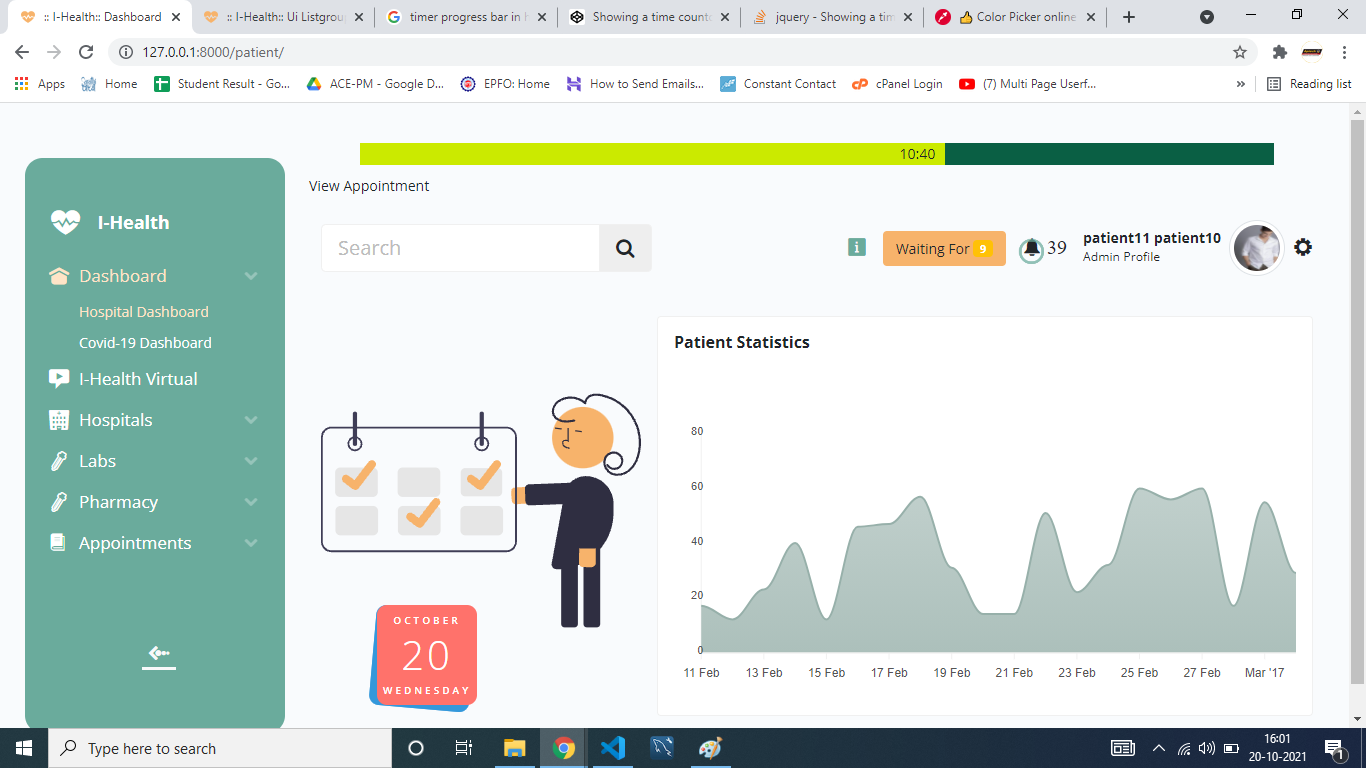 :: I-Health:: Dashboard
:: I-Health:: Ui Listgroup
timer progress bar in h
Showing a time counte
jquery - Showing a tim
Color Picker online
127.0.0.1:8000/patient/
Apps
Home
Student Result - Go...
ACE-PM - Google D...
EPFO: Home
How to Send Emails...
Constant Contact
cPanel Login
(7) Multi Page Userf...
»
Reading list
10:40
View Appointment
I-Health
Search
Waiting For 9
39
patient11 patient10
Admin Profile
Dashboard
Hospital Dashboard
Covid-19 Dashboard
I-Health Virtual
Hospitals
Labs
Pharmacy
Appointments
Patient Statistics
80
60
40
20
0
11 Feb 13 Feb 15 Feb 17 Feb 19 Feb 21 Feb 23 Feb 25 Feb 27 Feb Mar '17
OCTOBER
20
WEDNESDAY
Type here to search
16:01
20-10-2021
1